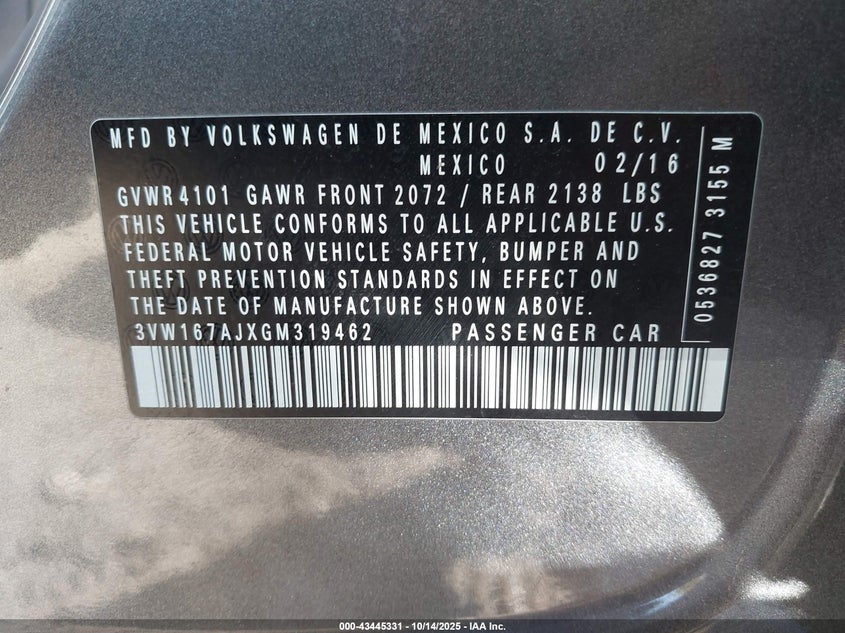 MFD BY VOLKSWAGEN DE MEXICO S.A. DE C.V.
MEXICO 02/16
GVWR 4101 GAWR FRONT 2072 / REAR 2138 LBS
THIS VEHICLE CONFORMS TO ALL APPLICABLE U.S.
FEDERAL MOTOR VEHICLE SAFETY, BUMPER AND
THEFT PREVENTION STANDARDS IN EFFECT ON
THE DATE OF MANUFACTURE SHOWN ABOVE.
3VW167AJXGM319462 PASSENGER CAR
0536827 3155 M
000-43445331 - 10/14/2025 - IAA Inc.